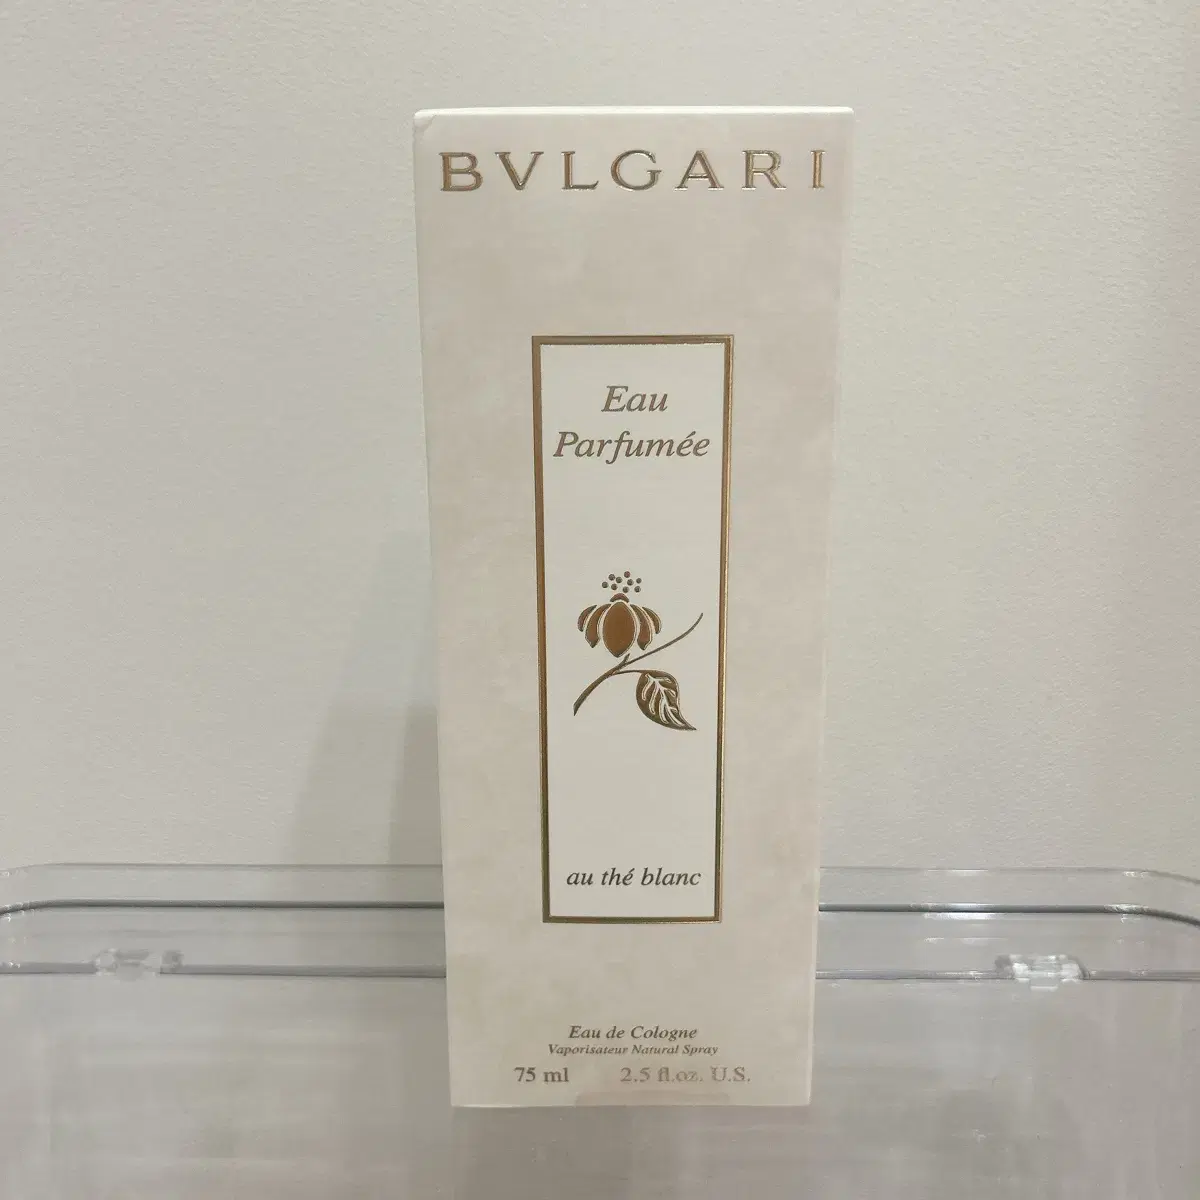 BVLGARI
Eau
Parfumée
au thé blanc
Eau de Cologne
Vaporisateur Natural Spray
75 ml 2.5 fl.oz. U.S.